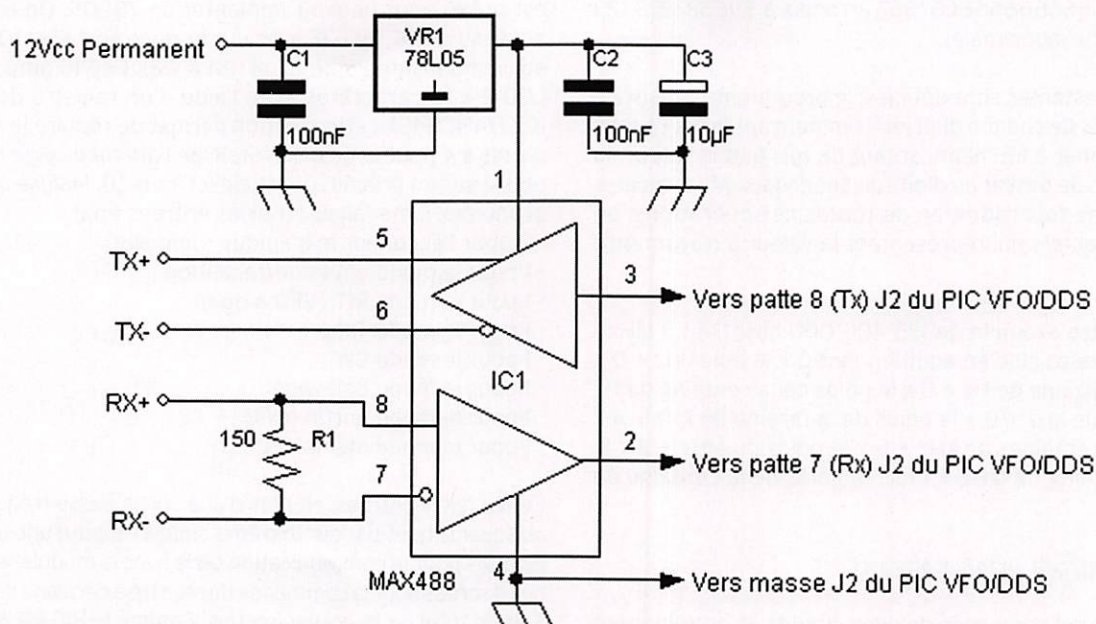 12Vcc Permanent
C1
VR1
78L05
C2
C3
100nF
100nF
10µF
1
TX+
5
3
Vers patte 8 (Tx) J2 du PIC VFO/DDS
TX-
6
IC1
RX+
8
150
R1
2
Vers patte 7 (Rx) J2 du PIC VFO/DDS
7
RX-
MAX488
4
Vers masse J2 du PIC VFO/DDS